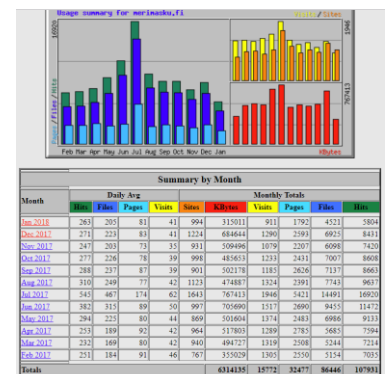 Usage summary for merimasku,fi
Visits/Sites
16920
1946
Pages/Files/Hits
767413
Feb Mar Apr May Jun Jul Aug Sep Oct Nov Dec Jan
KBytes
Summary by Month
Month Daily Avg Monthly Totals
Hits Files Pages Visits Sites KBytes Visits Pages Files Hits
Jan 2018 263 205 81 41 994 315011 911 1792 4521 5804
Dec 2017 271 223 83 41 1224 684644 1290 2593 6925 8431
Nov 2017 247 203 73 35 931 509496 1079 2207 6098 7420
Oct 2017 277 226 78 39 998 485653 1233 2431 7007 8608
Sep 2017 288 237 87 39 901 502178 1185 2626 7137 8663
Aug 2017 310 249 77 42 1123 474887 1324 2391 7743 9637
Jul 2017 545 467 174 62 1643 767413 1946 5421 14491 16920
Jun 2017 382 315 89 50 997 705690 1517 2690 9455 11472
May 2017 294 225 80 44 869 501604 1374 2483 6986 9133
Apr 2017 253 189 92 42 964 517803 1289 2785 5685 7594
Mar 2017 232 169 80 42 940 494727 1319 2508 5244 7214
Feb 2017 251 184 91 46 767 355029 1305 2550 5154 7035
Totals 6314135 15772 32477 86446 107931